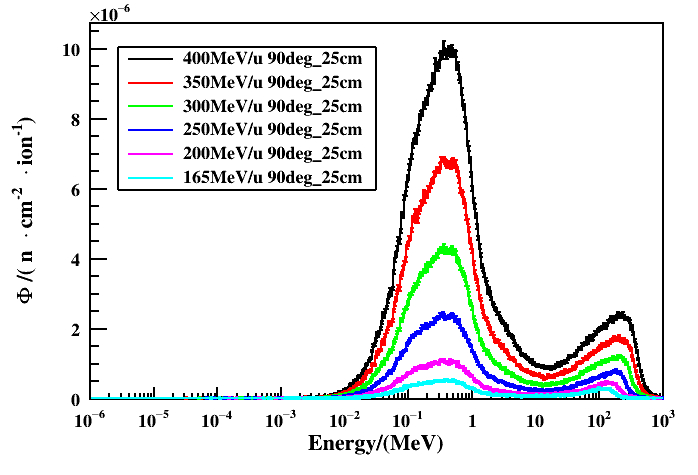 ×10⁻⁶
10
8
6
4
2
0
Φ /( n · cm⁻² · ion⁻¹)
400MeV/u 90deg_25cm
350MeV/u 90deg_25cm
300MeV/u 90deg_25cm
250MeV/u 90deg_25cm
200MeV/u 90deg_25cm
165MeV/u 90deg_25cm
10⁻⁶ 10⁻⁵ 10⁻⁴ 10⁻³ 10⁻² 10⁻¹ 1 10 10² 10³
Energy/(MeV)